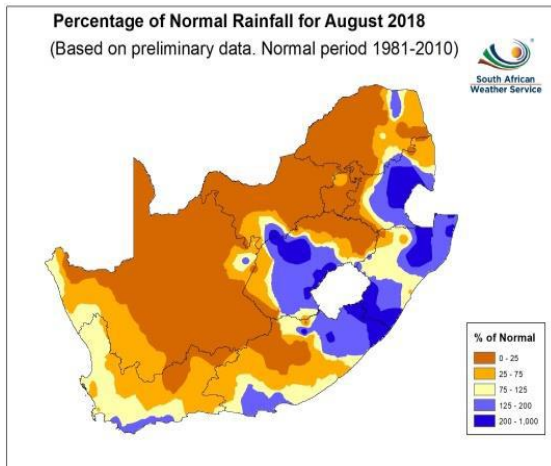 Percentage of Normal Rainfall for August 2018
(Based on preliminary data. Normal period 1981-2010)
South African
Weather Service
% of Normal
0 - 25
25 - 75
75 - 125
125 - 200
200 - 1,000